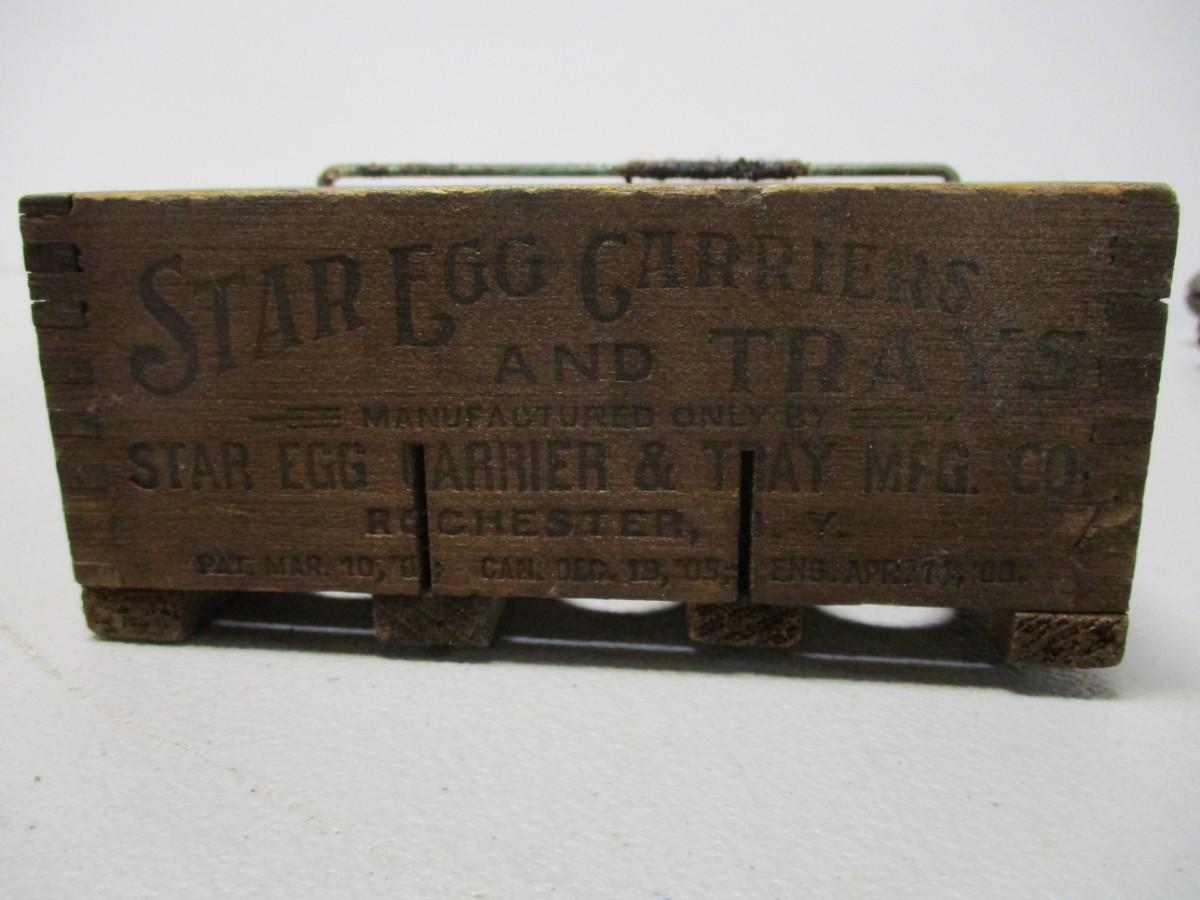 STAR EGG CARRIERS
AND TRAYS
MANUFACTURED ONLY BY
STAR EGG CARRIER & TRAY MFG. CO.
ROCHESTER, N. Y.
PAT. MAR. 10, CAN. DEC. 19, '05; ENG. APR.